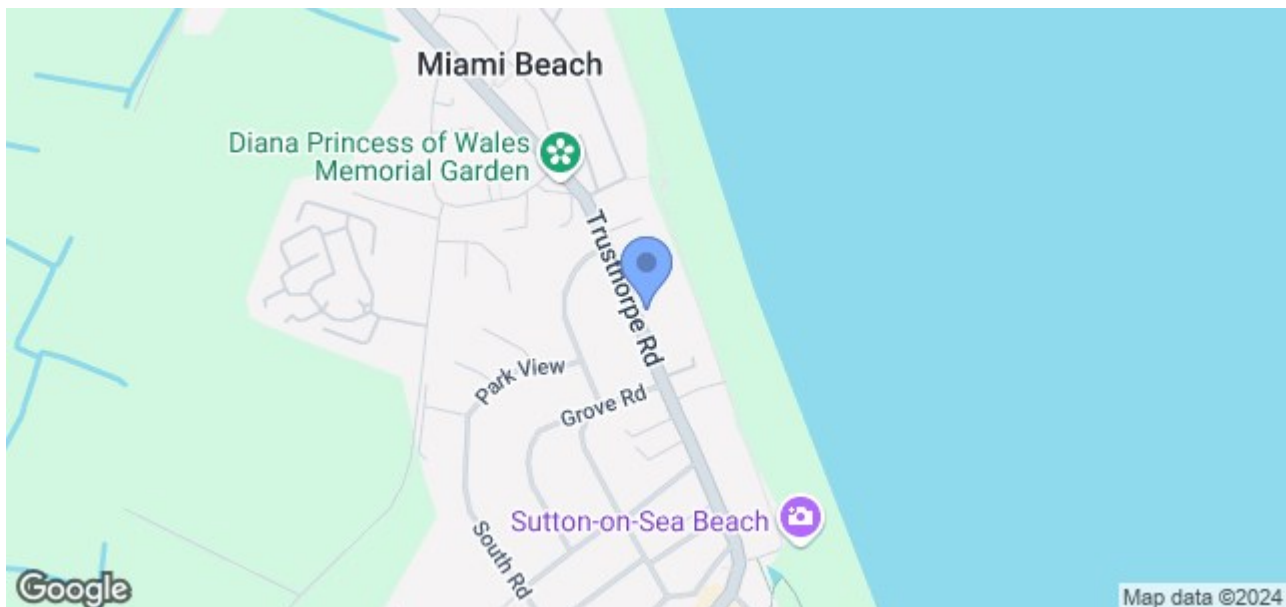 Miami Beach
Diana Princess of Wales
Memorial Garden
Trusthorpe Rd
Park View
Grove Rd
Sutton-on-Sea Beach
South Rd
Google
Map data ©2024